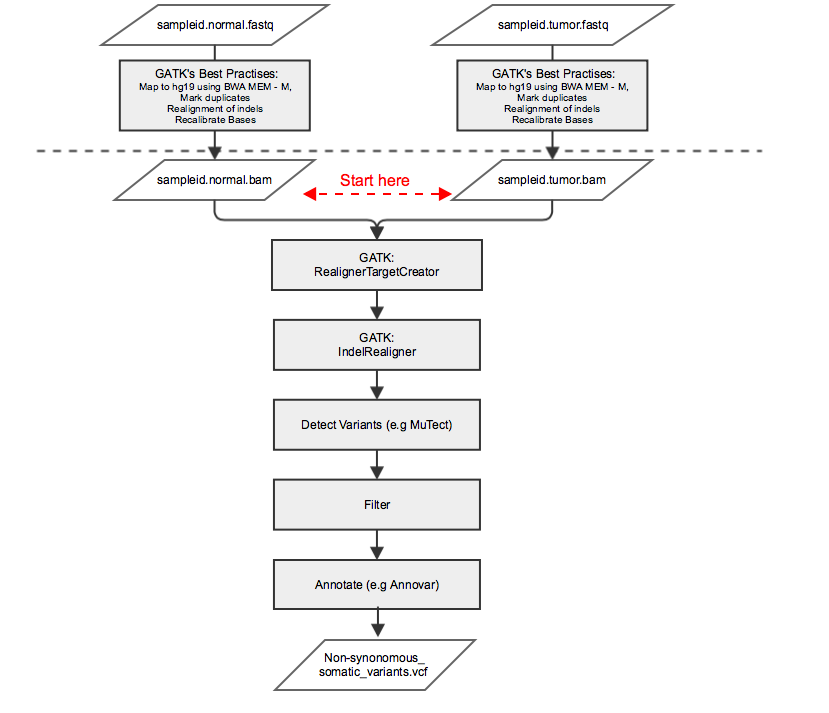 sampleid.normal.fastq
sampleid.tumor.fastq
GATK's Best Practises:
Map to hg19 using BWA MEM - M,
Mark duplicates
Realignment of indels
Recalibrate Bases
GATK's Best Practises:
Map to hg19 using BWA MEM - M,
Mark duplicates
Realignment of indels
Recalibrate Bases
sampleid.normal.bam
Start here
sampleid.tumor.bam
GATK:
RealignerTargetCreator
GATK:
IndelRealigner
Detect Variants (e.g MuTect)
Filter
Annotate (e.g Annovar)
Non-synonomous_
somatic_variants.vcf